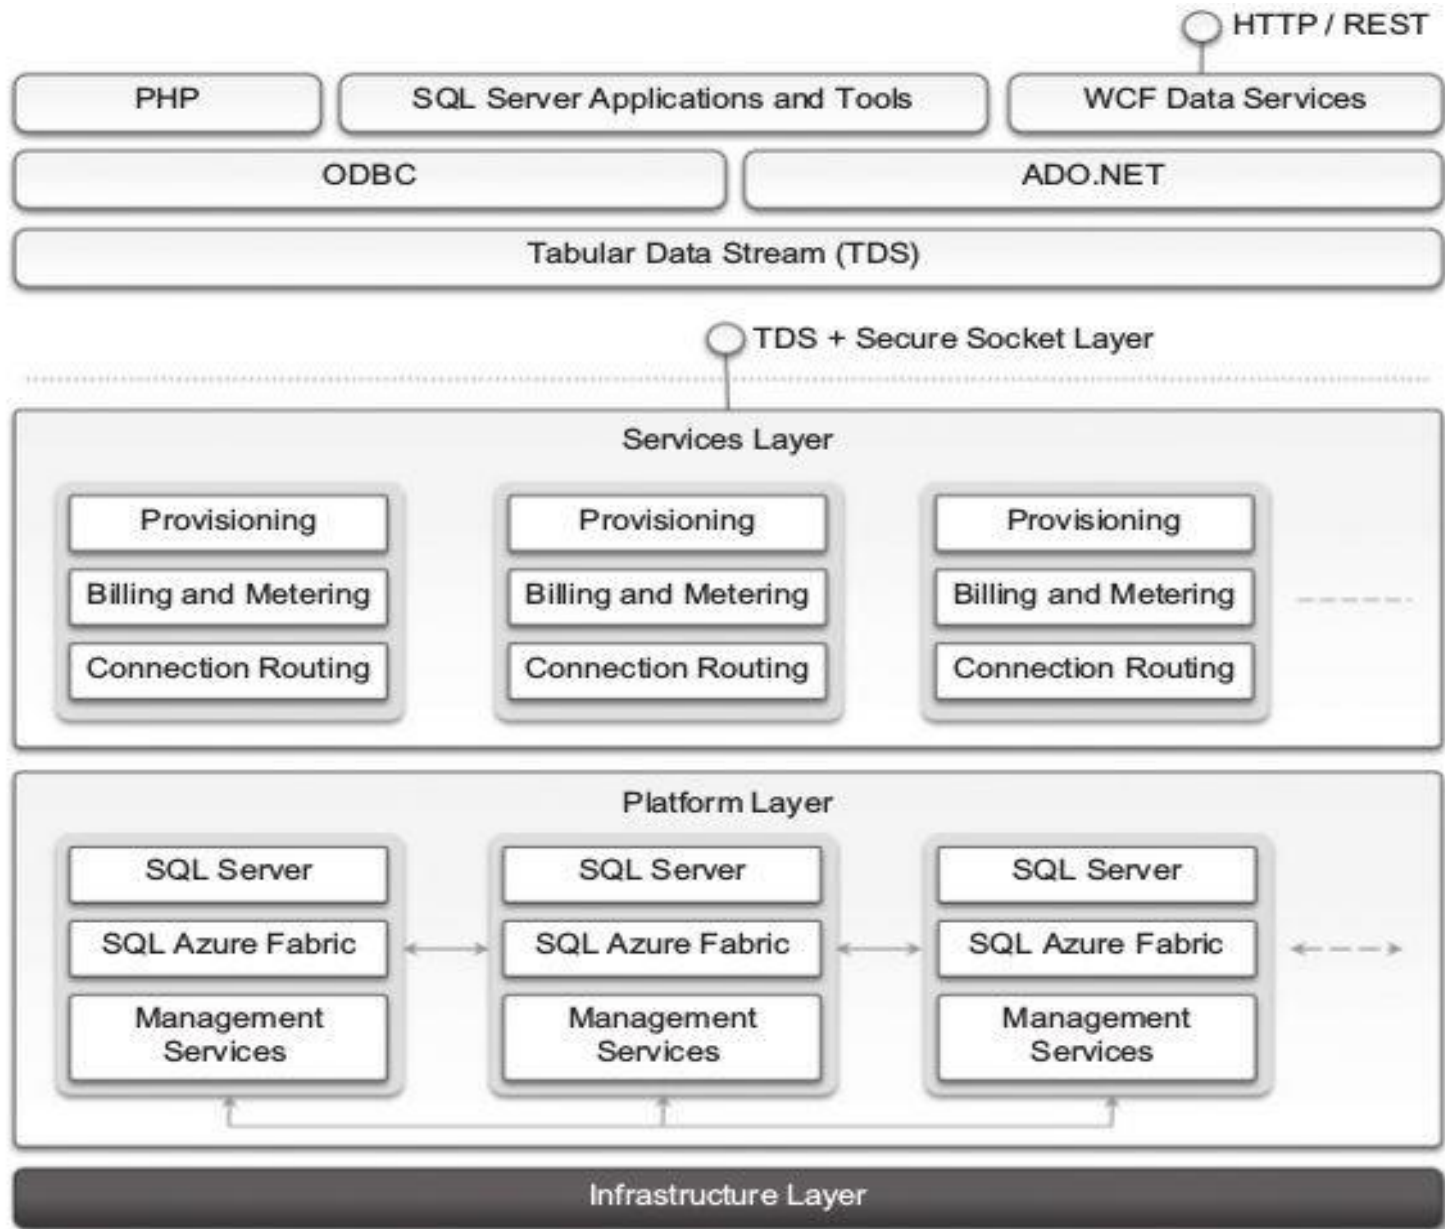 HTTP / REST
PHP
SQL Server Applications and Tools
WCF Data Services
ODBC
ADO.NET
Tabular Data Stream (TDS)
TDS + Secure Socket Layer
Services Layer
Provisioning
Billing and Metering
Connection Routing
Provisioning
Billing and Metering
Connection Routing
Provisioning
Billing and Metering
Connection Routing
Platform Layer
SQL Server
SQL Azure Fabric
Management
Services
SQL Server
SQL Azure Fabric
Management
Services
SQL Server
SQL Azure Fabric
Management
Services
Infrastructure Layer